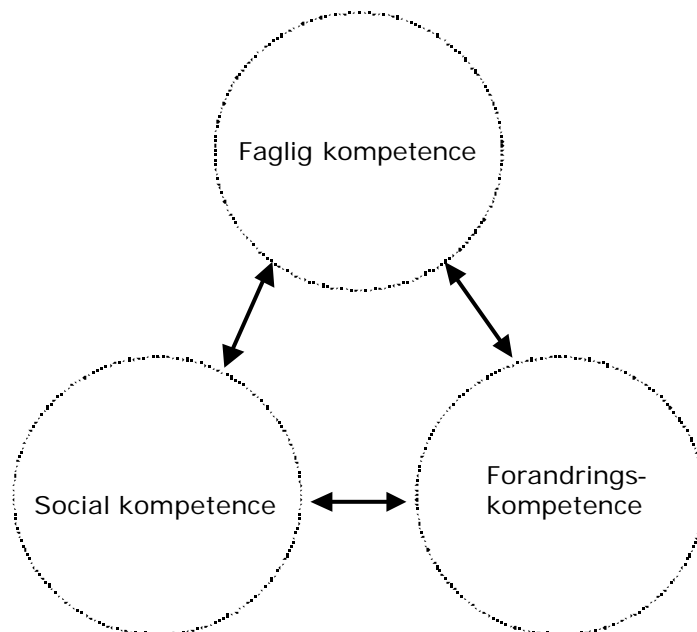 Faglig kompetence
Social kompetence
Forandrings-
kompetence